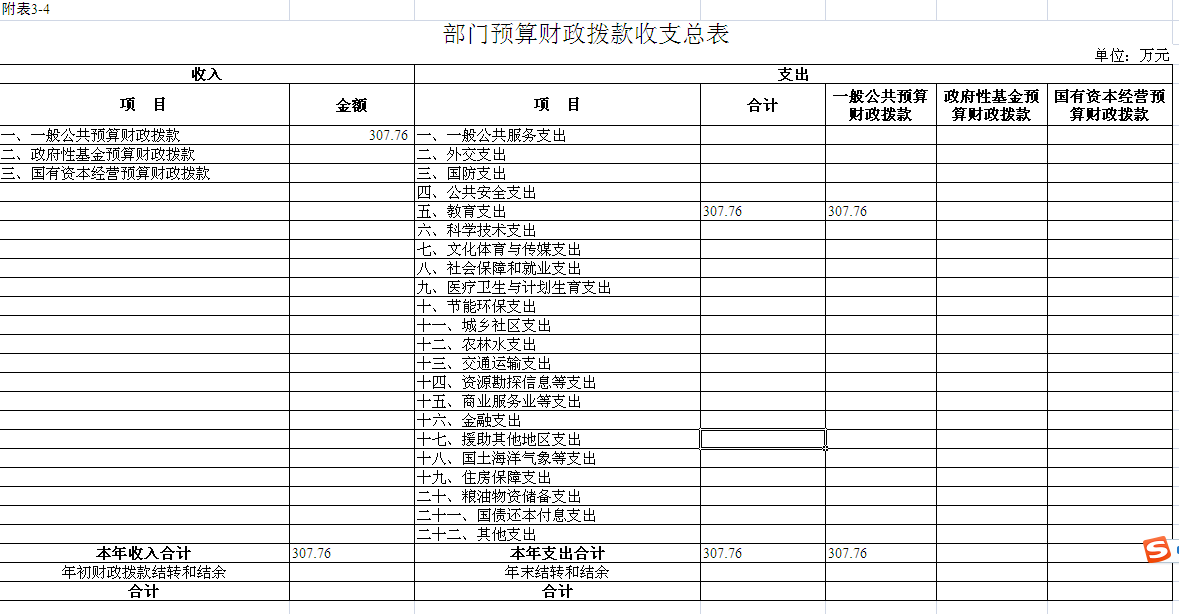 附表3-4
部门预算财政拨款收支总表
单位：万元
收入 支出
项 目 金额 项 目 合计 一般公共预算财政拨款 政府性基金预算财政拨款 国有资本经营预算财政拨款
一、一般公共预算财政拨款 307.76 一、一般公共服务支出
二、政府性基金预算财政拨款 二、外交支出
三、国有资本经营预算财政拨款 三、国防支出
四、公共安全支出
五、教育支出 307.76 307.76
六、科学技术支出
七、文化体育与传媒支出
八、社会保障和就业支出
九、医疗卫生与计划生育支出
十、节能环保支出
十一、城乡社区支出
十二、农林水支出
十三、交通运输支出
十四、资源勘探信息等支出
十五、商业服务业等支出
十六、金融支出
十七、援助其他地区支出
十八、国土海洋气象等支出
十九、住房保障支出
二十、粮油物资储备支出
二十一、国债还本付息支出
二十二、其他支出
本年收入合计 307.76 本年支出合计 307.76 307.76
年初财政拨款结转和结余 年末结转和结余
合计 合计